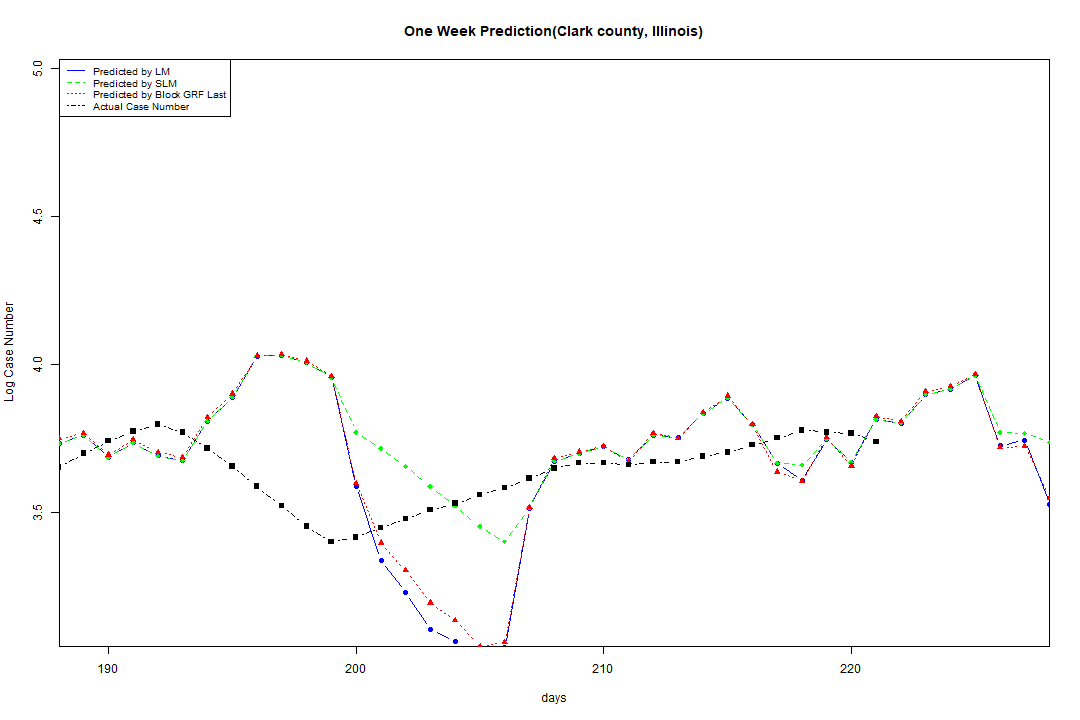 One Week Prediction(Clark county, Illinois)
Predicted by LM
Predicted by SLM
Predicted by Block GRF Last
Actual Case Number
5.0
4.5
4.0
3.5
Log Case Number
190 200 210 220
days